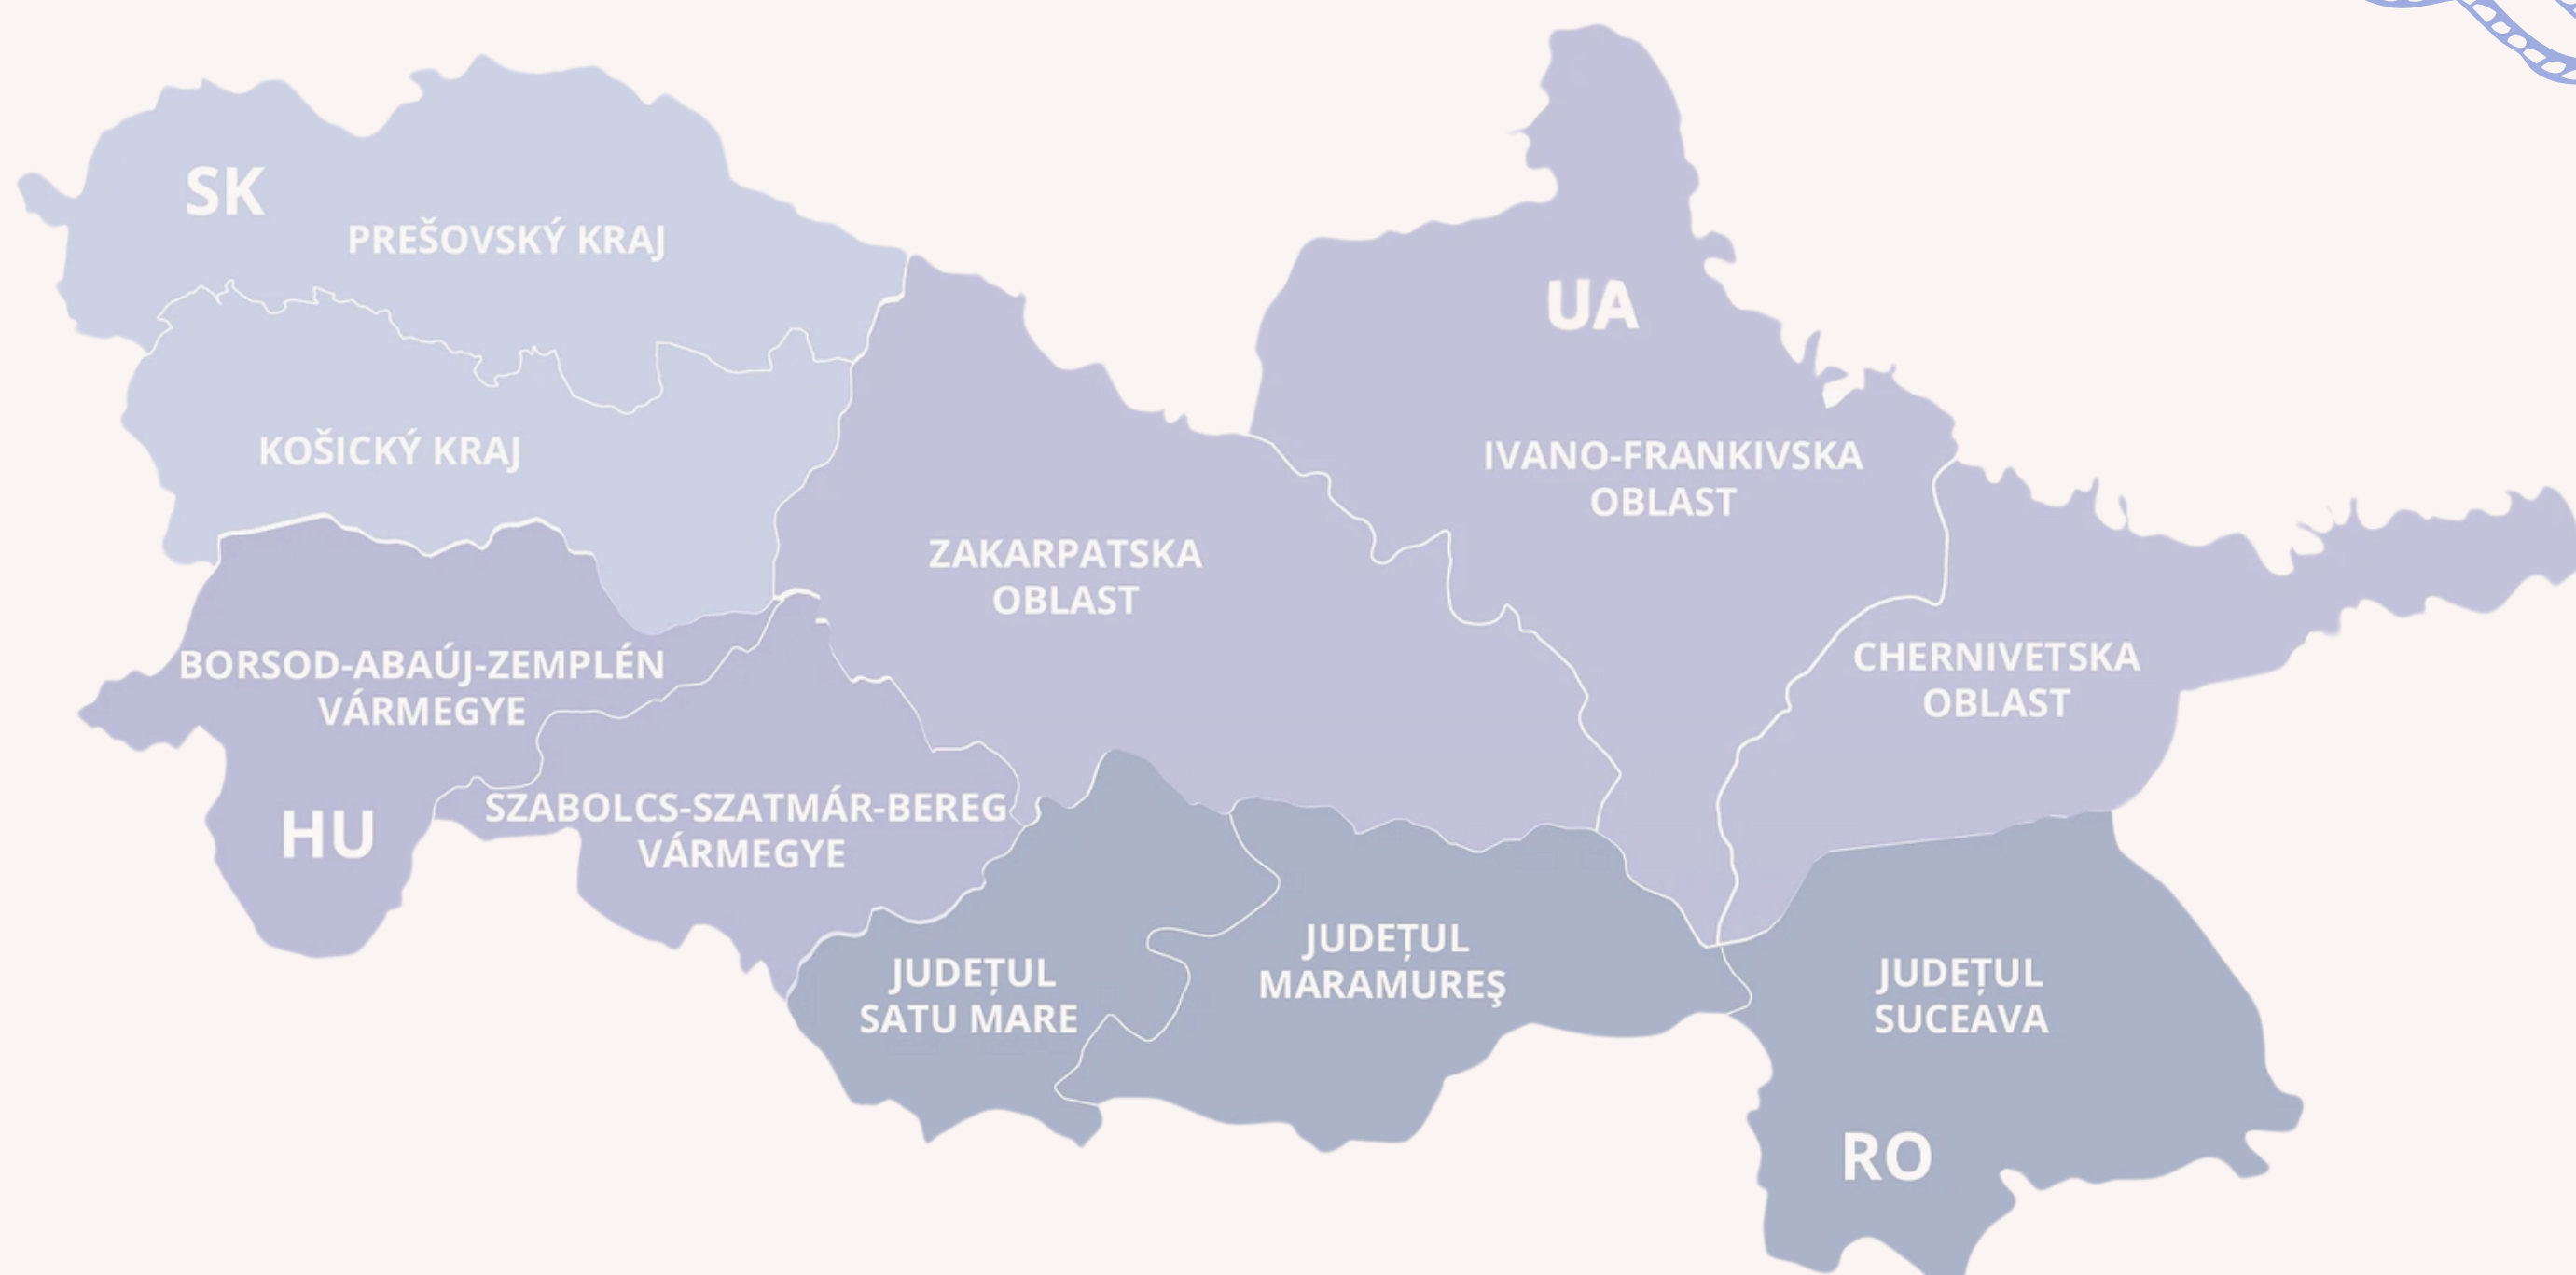 SK
PREŠOVSKÝ KRAJ
UA
KOŠICKÝ KRAJ
IVANO-FRANKIVSKA
OBLAST
ZAKARPATSKA
OBLAST
BORSOD-ABAÚJ-ZEMPLÉN
VÁRMEGYE
CHERNIVETSKA
OBLAST
HU
SZABOLCS-SZATMÁR-BEREG
VÁRMEGYE
JUDEȚUL
SATU MARE
JUDEȚUL
MARAMUREŞ
JUDEȚUL
SUCEAVA
RO